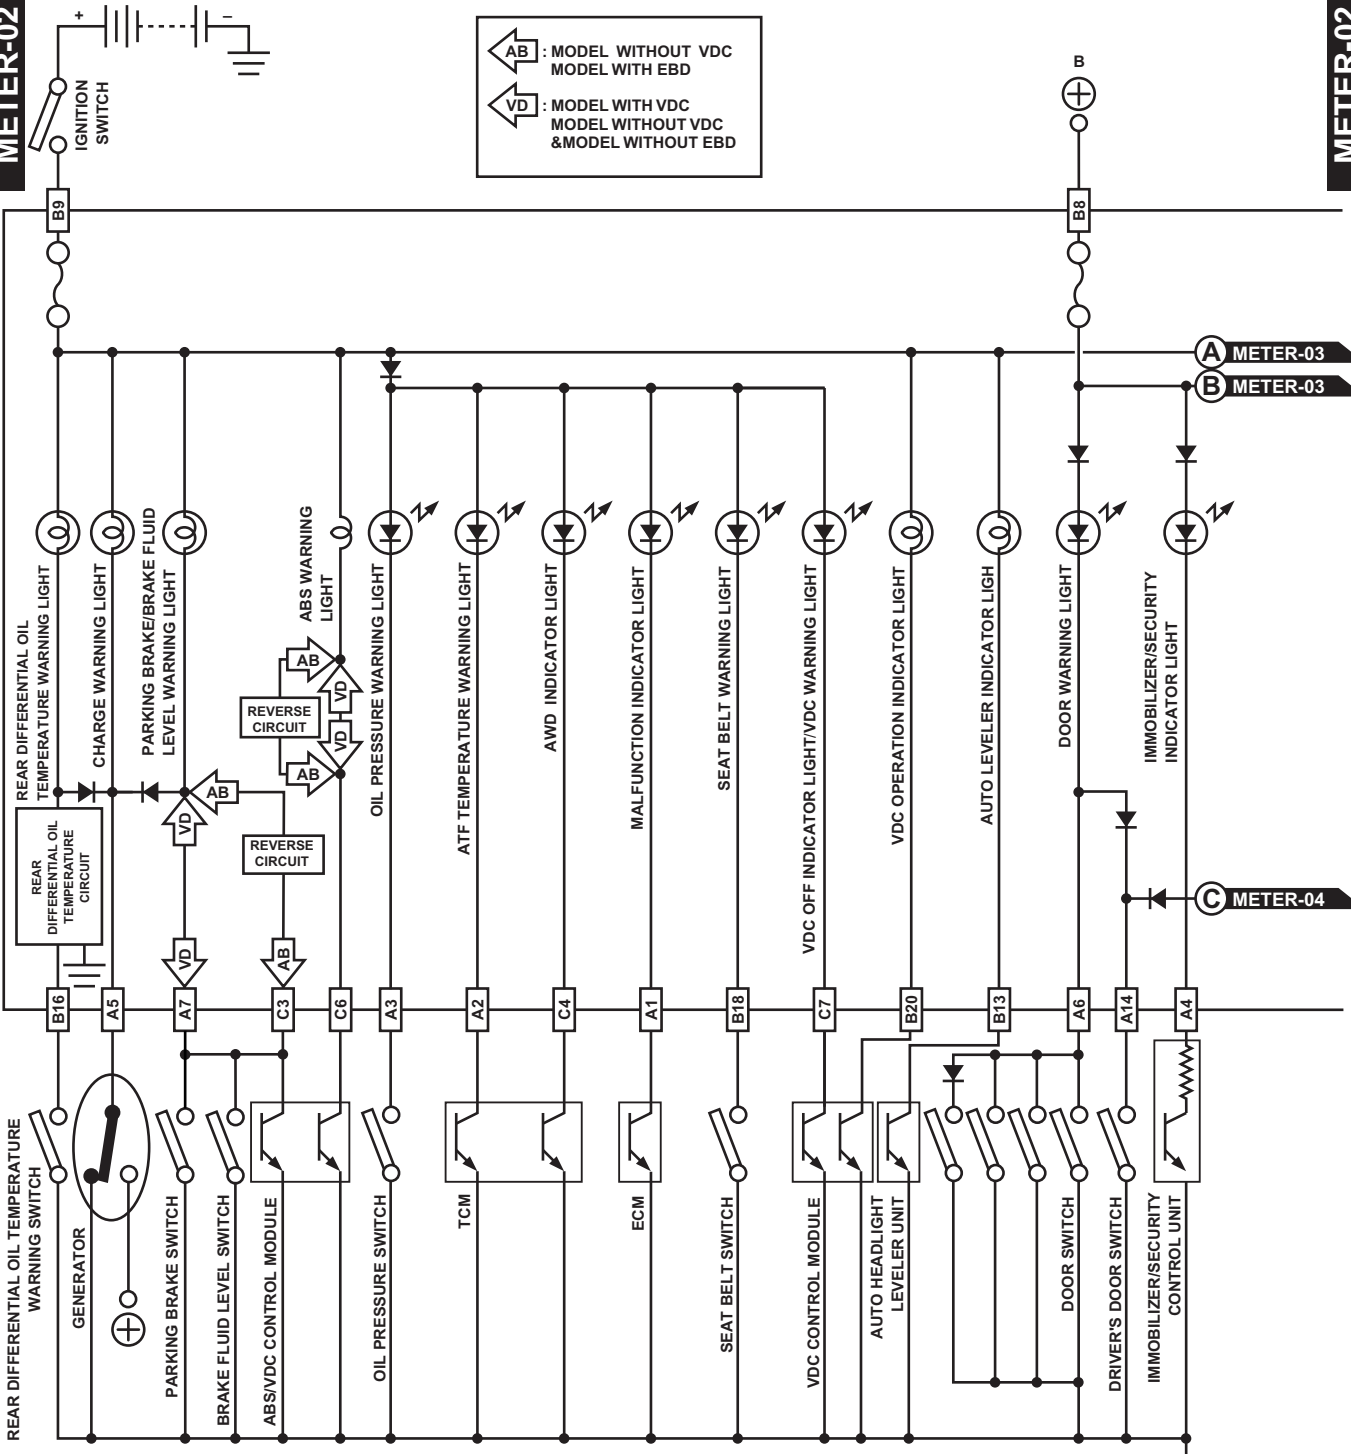 METER-02
METER-02
+
–
IGNITION
SWITCH
AB : MODEL WITHOUT VDC
MODEL WITH EBD
VD : MODEL WITH VDC
MODEL WITHOUT VDC
&MODEL WITHOUT EBD
B
B9
B8
A METER-03
B METER-03
REAR DIFFERENTIAL OIL
TEMPERATURE WARNING LIGHT
CHARGE WARNING LIGHT
PARKING BRAKE/BRAKE FLUID
LEVEL WARNING LIGHT
ABS WARNING
LIGHT
OIL PRESSURE WARNING LIGHT
ATF TEMPERATURE WARNING LIGHT
AWD INDICATOR LIGHT
MALFUNCTION INDICATOR LIGHT
SEAT BELT WARNING LIGHT
VDC OFF INDICATOR LIGHT/VDC WARNING LIGHT
VDC OPERATION INDICATOR LIGHT
AUTO LEVELER INDICATOR LIGH
DOOR WARNING LIGHT
IMMOBILIZER/SECURITY
INDICATOR LIGHT
AB
VD
REVERSE
CIRCUIT
VD
AB
AB
VD
REVERSE
CIRCUIT
REAR
DIFFERENTIAL OIL
TEMPERATURE
CIRCUIT
C METER-04
VD
AB
B16
A5
A7
C3
C6
A3
A2
C4
A1
B18
C7
B20
B13
A6
A14
A4
REAR DIFFERENTIAL OIL TEMPERATURE
WARNING SWITCH
GENERATOR
PARKING BRAKE SWITCH
BRAKE FLUID LEVEL SWITCH
ABS/VDC CONTROL MODULE
OIL PRESSURE SWITCH
TCM
ECM
SEAT BELT SWITCH
VDC CONTROL MODULE
AUTO HEADLIGHT
LEVELER UNIT
DOOR SWITCH
DRIVER'S DOOR SWITCH
IMMOBILIZER/SECURITY
CONTROL UNIT